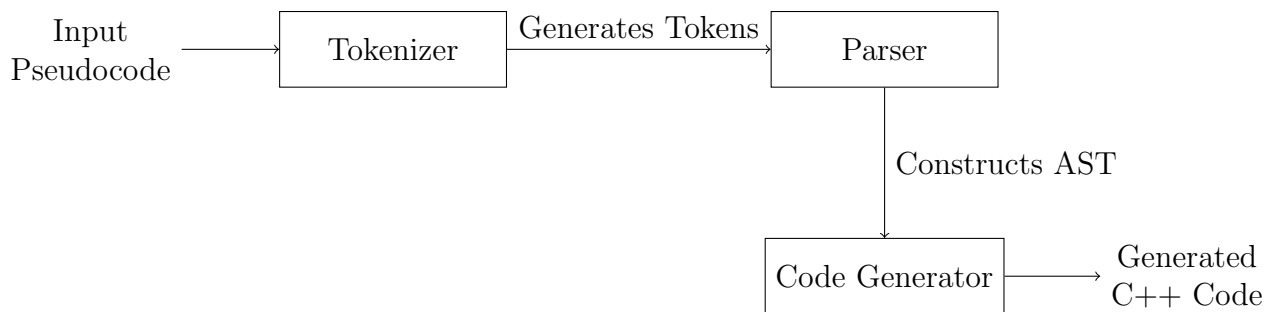 Input
Pseudocode
Tokenizer
Generates Tokens
Parser
Constructs AST
Code Generator
Generated
C++ Code